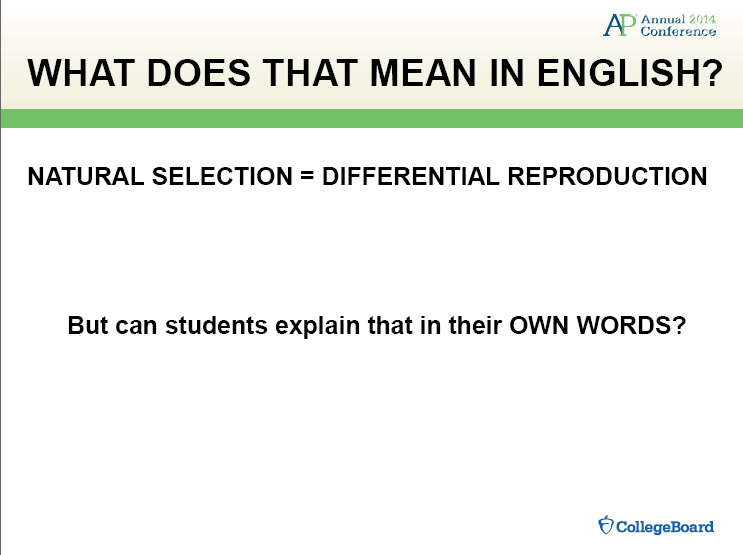 AP Annual 2014
Conference
WHAT DOES THAT MEAN IN ENGLISH?
NATURAL SELECTION = DIFFERENTIAL REPRODUCTION
But can students explain that in their OWN WORDS?
CollegeBoard